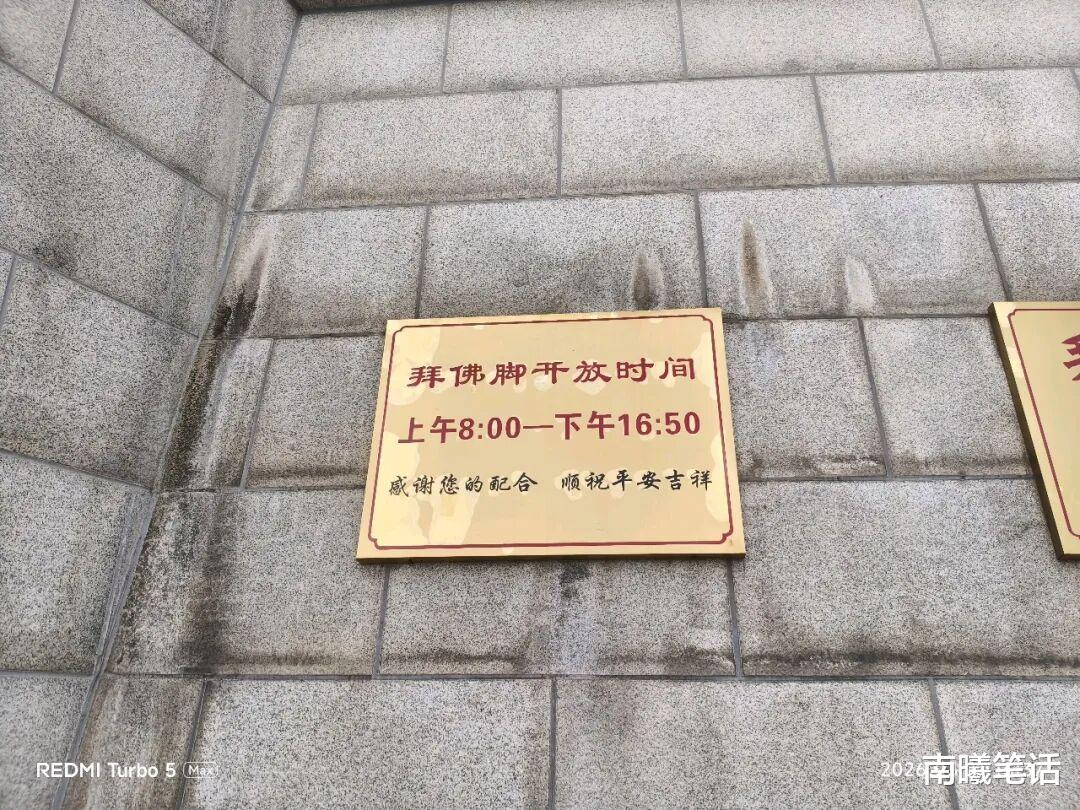 拜佛脚开放时间
上午8:00—下午16:50
感谢您的配合　顺祝平安吉祥
REDMI Turbo 5 Max
2026
南曦笔话